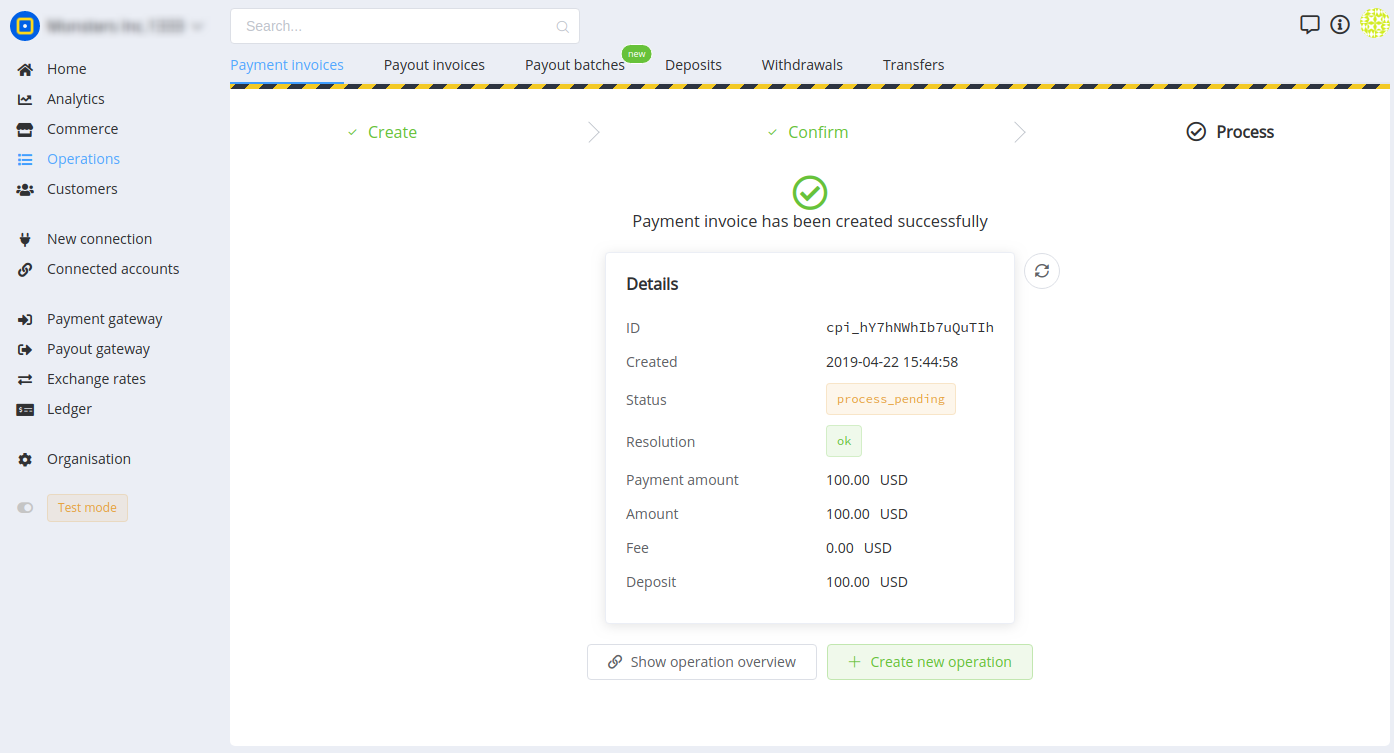 Search...
Home
Analytics
Commerce
Operations
Customers
New connection
Connected accounts
Payment gateway
Payout gateway
Exchange rates
Ledger
Organisation
Test mode
Payment invoices Payout invoices Payout batches new Deposits Withdrawals Transfers
Create Confirm Process
Payment invoice has been created successfully
Details
ID cpi_hY7hNWhIb7uQuTIh
Created 2019-04-22 15:44:58
Status process_pending
Resolution ok
Payment amount 100.00 USD
Amount 100.00 USD
Fee 0.00 USD
Deposit 100.00 USD
Show operation overview Create new operation